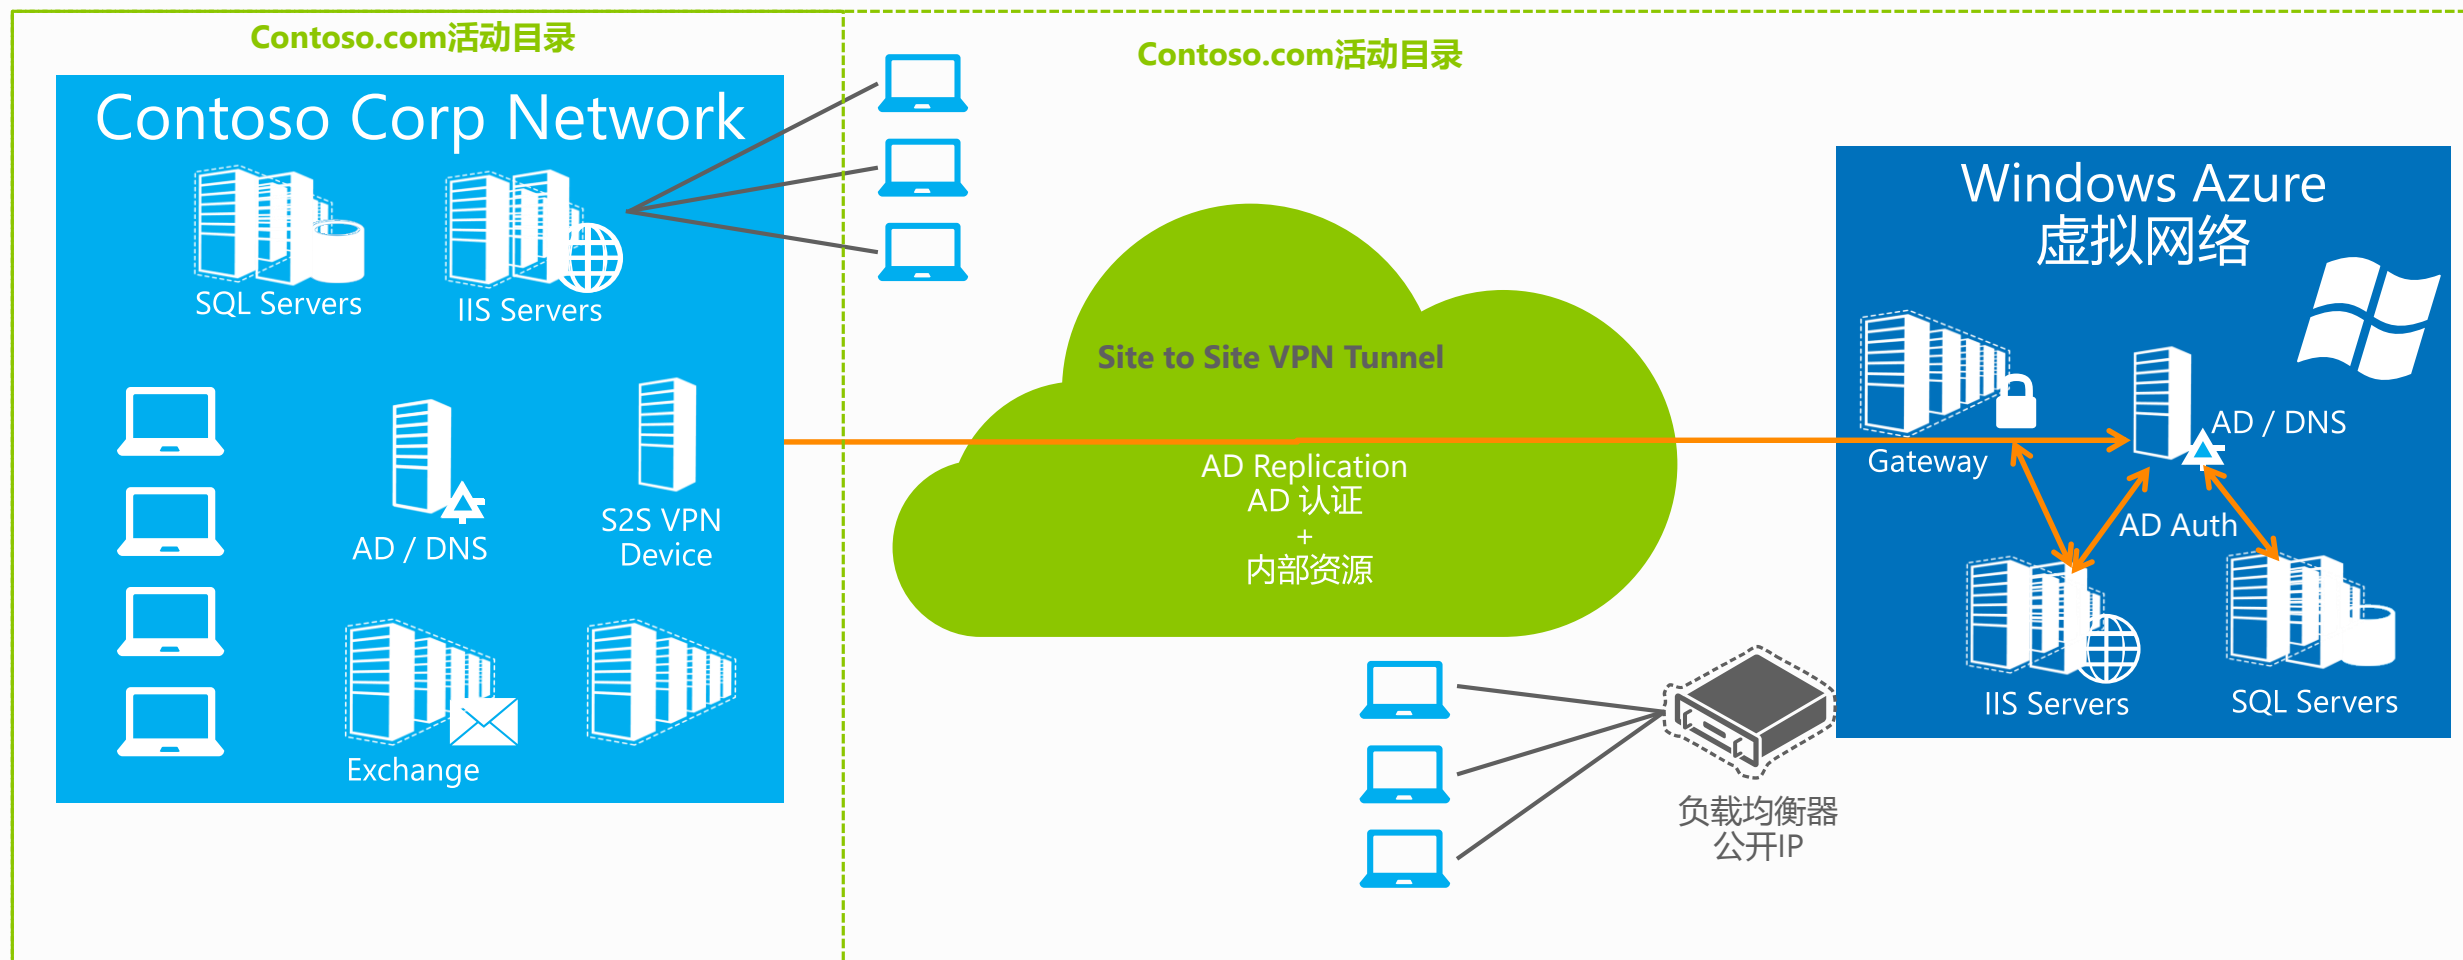 Contoso.com活动目录
Contoso Corp Network
SQL Servers
IIS Servers
AD / DNS
S2S VPN
Device
Exchange
Contoso.com活动目录
Site to Site VPN Tunnel
AD Replication
AD 认证
+
内部资源
负载均衡器
公开IP
Windows Azure
虚拟网络
Gateway
AD / DNS
AD Auth
IIS Servers
SQL Servers